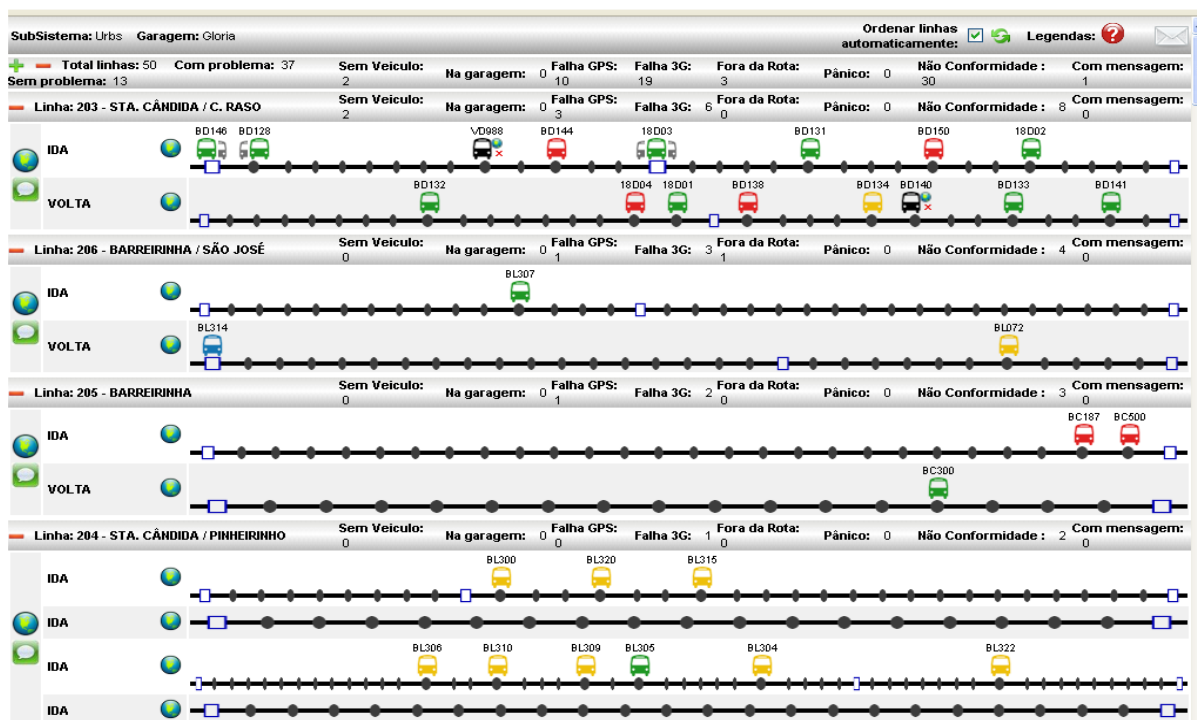 SubSistema: Urbs Garagem: Gloria Ordenar linhas automaticamente: Legendas:
Total linhas: 50 Com problema: 37 Sem problema: 13 Sem Veiculo: 2 Na garagem: 0 Falha GPS: 10 Falha 3G: 19 Fora da Rota: 3 Pânico: 0 Não Conformidade : 30 Com mensagem: 1
Linha: 203 - STA. CÂNDIDA / C. RASO Sem Veiculo: 2 Na garagem: 0 Falha GPS: 3 Falha 3G: 6 Fora da Rota: 0 Pânico: 0 Não Conformidade : 8 Com mensagem: 0
BD146 BD128 VD988 BD144 18D03 BD131 BD150 18D02
IDA
BD132 18D04 18D01 BD138 BD134 BD140 BD133 BD141
VOLTA
Linha: 206 - BARREIRINHA / SÃO JOSÉ Sem Veiculo: 0 Na garagem: 0 Falha GPS: 1 Falha 3G: 3 Fora da Rota: 1 Pânico: 0 Não Conformidade : 4 Com mensagem: 0
BL307
IDA
BL314 BL072
VOLTA
Linha: 205 - BARREIRINHA Sem Veiculo: 0 Na garagem: 0 Falha GPS: 1 Falha 3G: 2 Fora da Rota: 0 Pânico: 0 Não Conformidade : 3 Com mensagem: 0
BC187 BC500
IDA
BC300
VOLTA
Linha: 204 - STA. CÂNDIDA / PINHEIRINHO Sem Veiculo: 0 Na garagem: 0 Falha GPS: 0 Falha 3G: 1 Fora da Rota: 0 Pânico: 0 Não Conformidade : 2 Com mensagem: 0
BL300 BL320 BL315
IDA
IDA
BL306 BL310 BL309 BL305 BL304 BL322
IDA
IDA